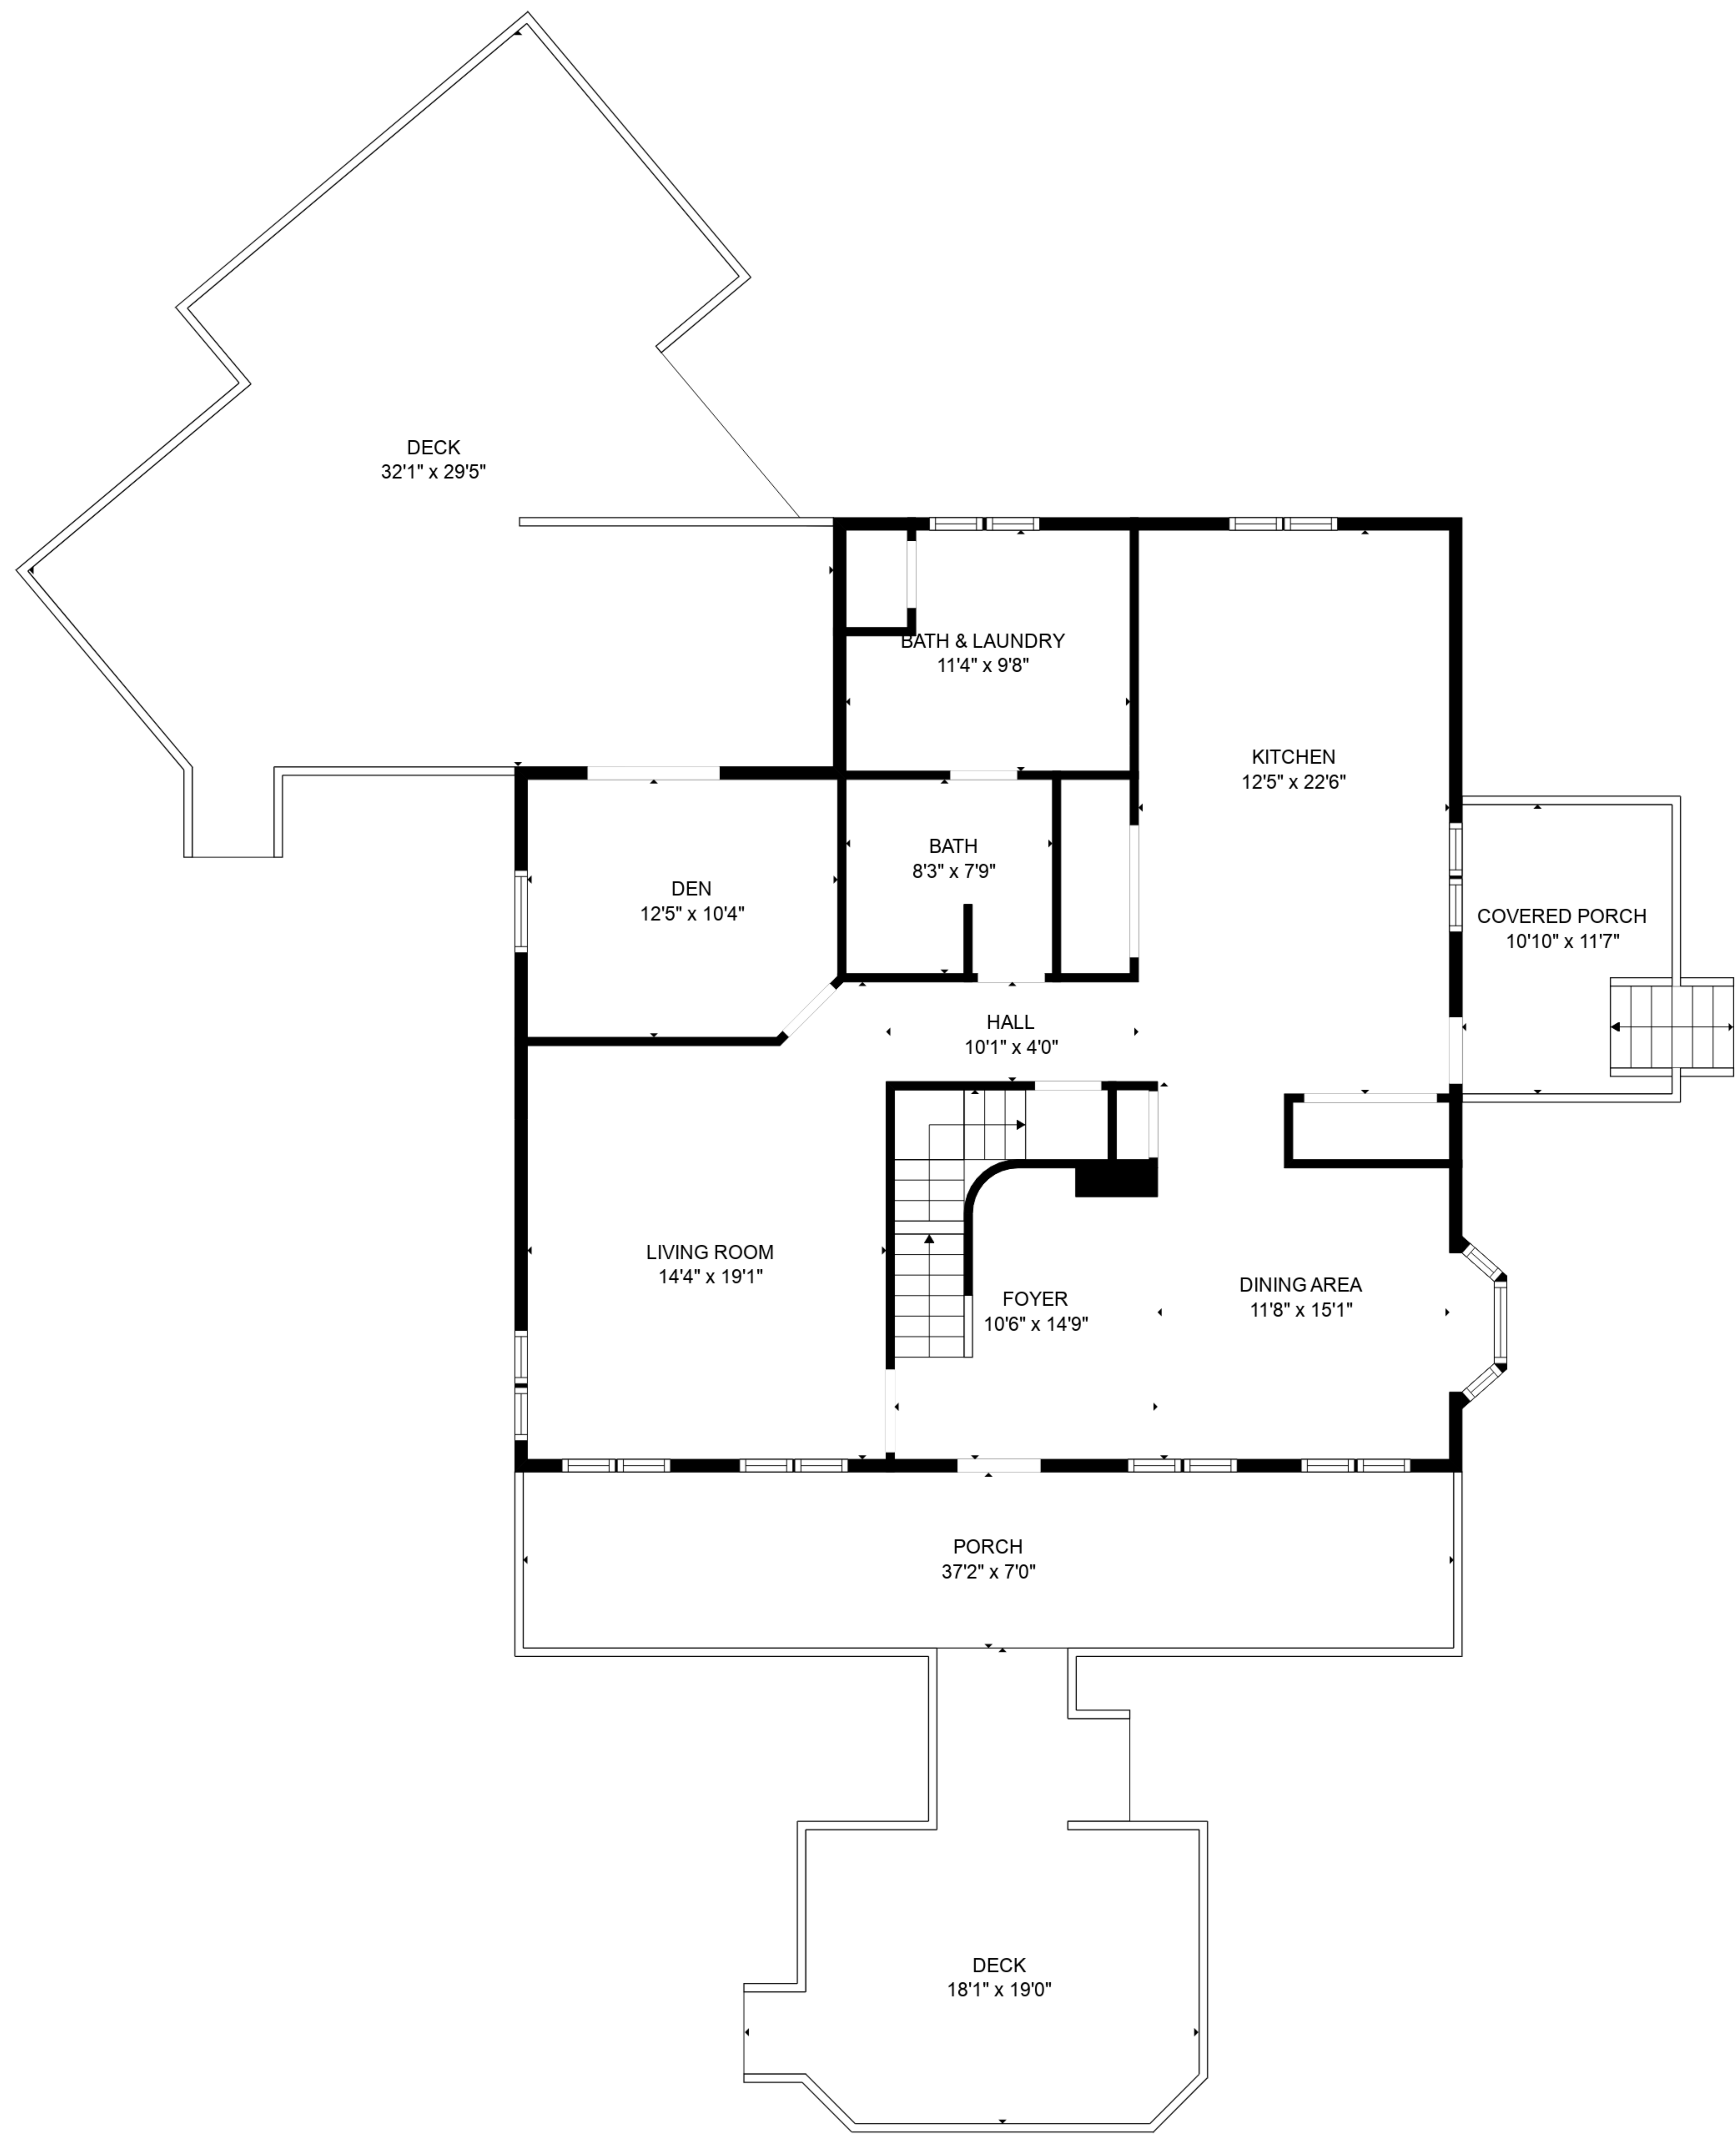 DECK
32'1" x 29'5"
BATH & LAUNDRY
11'4" x 9'8"
KITCHEN
12'5" x 22'6"
BATH
8'3" x 7'9"
DEN
12'5" x 10'4"
COVERED PORCH
10'10" x 11'7"
HALL
10'1" x 4'0"
LIVING ROOM
14'4" x 19'1"
FOYER
10'6" x 14'9"
DINING AREA
11'8" x 15'1"
PORCH
37'2" x 7'0"
DECK
18'1" x 19'0"